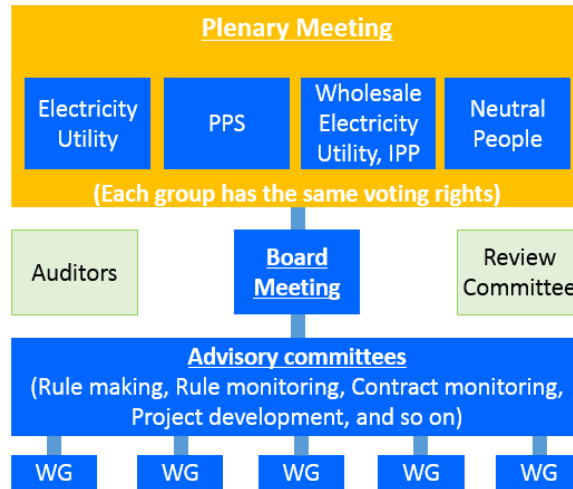 Plenary Meeting
Electricity
Utility
PPS
Wholesale
Electricity
Utility, IPP
Neutral
People
(Each group has the same voting rights)
Auditors
Board
Meeting
Review
Committee
Advisory committees
(Rule making, Rule monitoring, Contract monitoring,
Project development, and so on)
WG
WG
WG
WG
WG